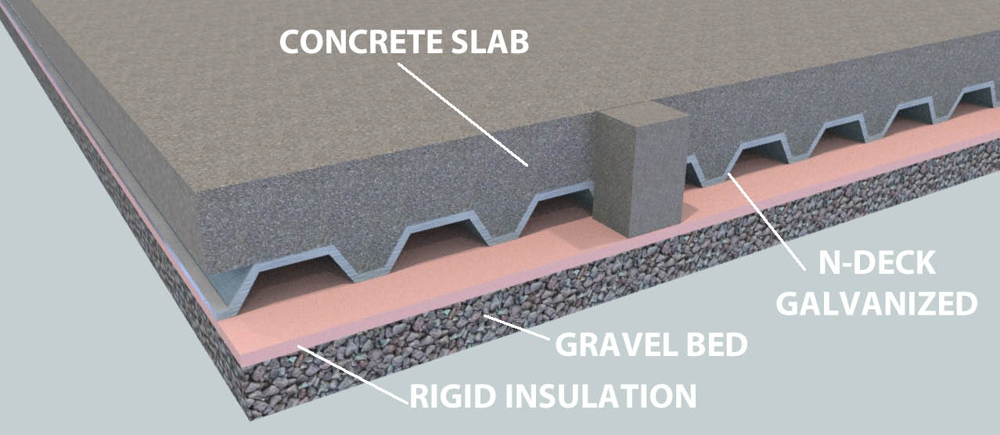 CONCRETE SLAB
N-DECK
GALVANIZED
GRAVEL BED
RIGID INSULATION